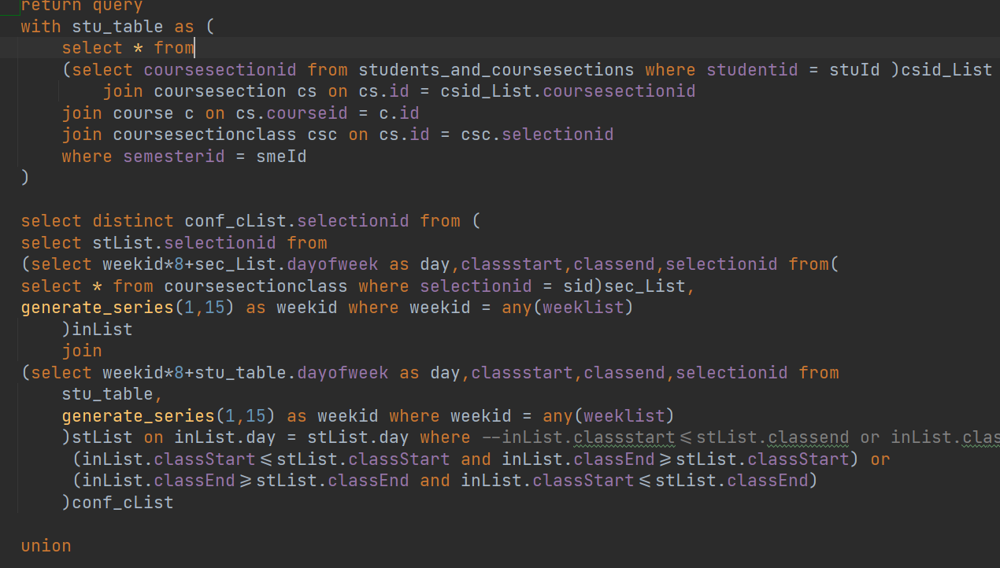 return query
with stu_table as (
    select * from
    (select coursesectionid from students_and_coursesections where studentid = stuId )csid_List
        join coursesection cs on cs.id = csid_List.coursesectionid
    join course c on cs.courseid = c.id
    join coursesectionclass csc on cs.id = csc.selectionid
    where semesterid = smeId
)
select distinct conf_cList.selectionid from (
select stList.selectionid from
(select weekid*8+sec_List.dayofweek as day,classstart,classend,selectionid from(
select * from coursesectionclass where selectionid = sid)sec_List,
generate_series(1,15) as weekid where weekid = any(weeklist)
    )inList
    join
(select weekid*8+stu_table.dayofweek as day,classstart,classend,selectionid from
    stu_table,
    generate_series(1,15) as weekid where weekid = any(weeklist)
    )stList on inList.day = stList.day where --inList.classstart<=stList.classend or inList.clas
     (inList.classStart<=stList.classStart and inList.classEnd>=stList.classStart) or
     (inList.classEnd>=stList.classEnd and inList.classStart<=stList.classEnd)
    )conf_cList
union